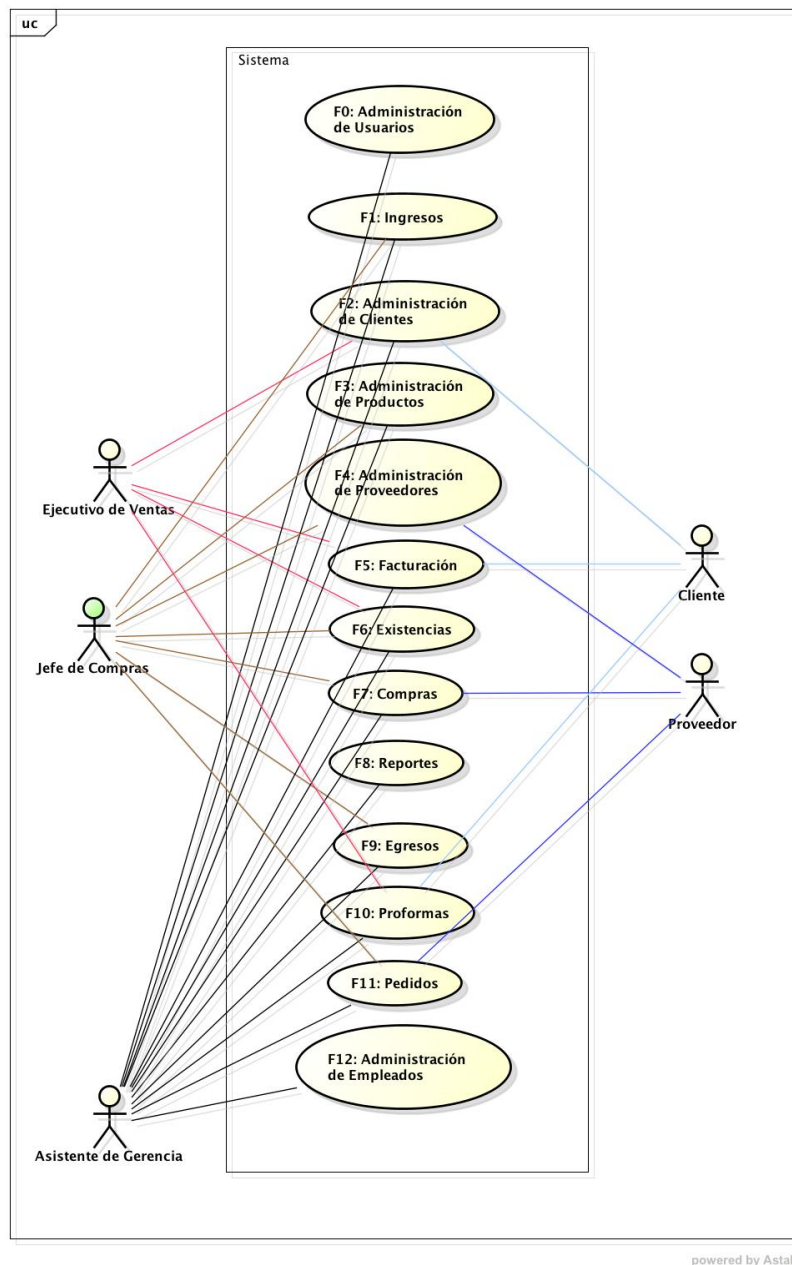 uc
Sistema
F0: Administración
de Usuarios
F1: Ingresos
F2: Administración
de Clientes
F3: Administración
de Productos
F4: Administración
de Proveedores
Ejecutivo de Ventas
F5: Facturación
Cliente
F6: Existencias
Jefe de Compras
F7: Compras
Proveedor
F8: Reportes
F9: Egresos
F10: Proformas
F11: Pedidos
F12: Administración
de Empleados
Asistente de Gerencia
powered by Astah